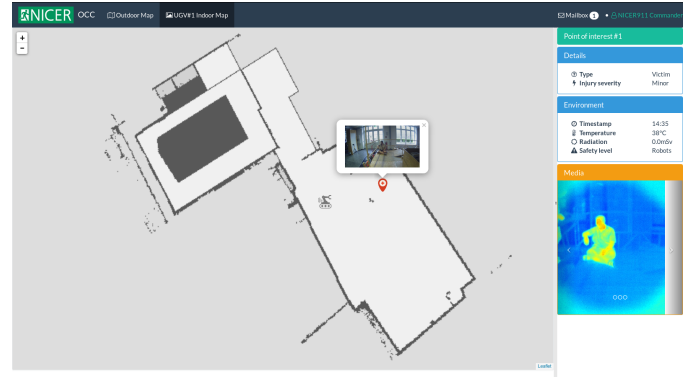 NICER OCC Outdoor Map UGV#1 Indoor Map Mailbox 1 • NICER911 Commander
+
−
×
Point of interest #1
Details
Type Victim
Injury severity Minor
Environment
Timestamp 14:35
Temperature 38°C
Radiation 0.0mSv
Safety level Robots
Media
Leaflet